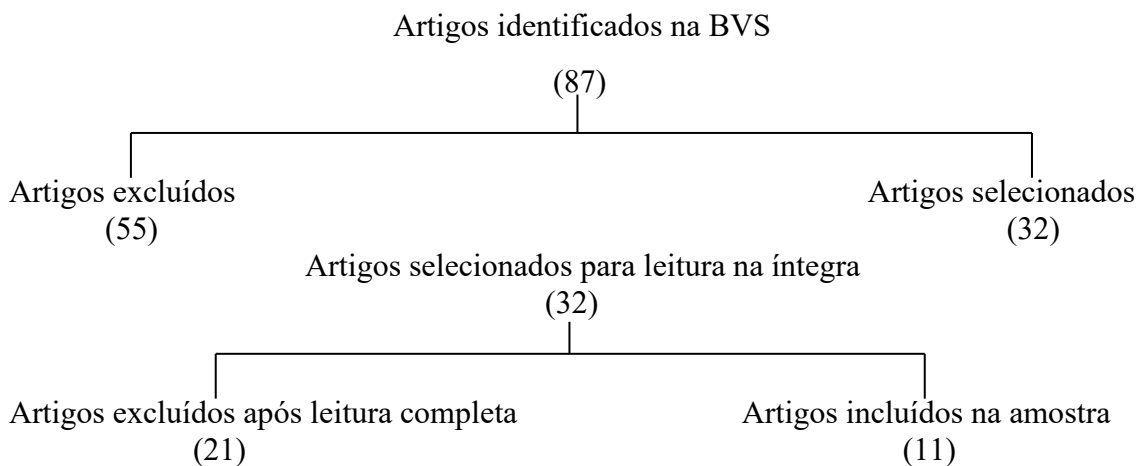 Artigos identificados na BVS
(87)
Artigos excluídos
(55)
Artigos selecionados
(32)
Artigos selecionados para leitura na íntegra
(32)
Artigos excluídos após leitura completa
(21)
Artigos incluídos na amostra
(11)